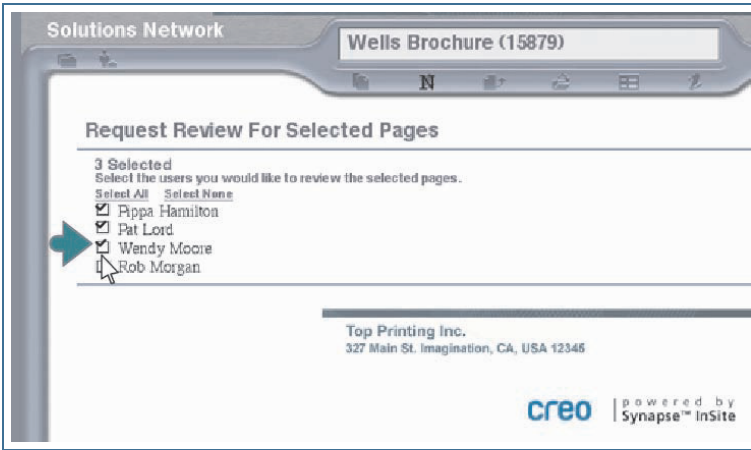 Solutions Network
Wells Brochure (15879)
N
Request Review For Selected Pages
3 Selected
Select the users you would like to review the selected pages.
Select All Select None
Pippa Hamilton
Pat Lord
Wendy Moore
Rob Morgan
Top Printing Inc.
327 Main St. Imagination, CA, USA 12345
creo
powered by
Synapse™ InSite